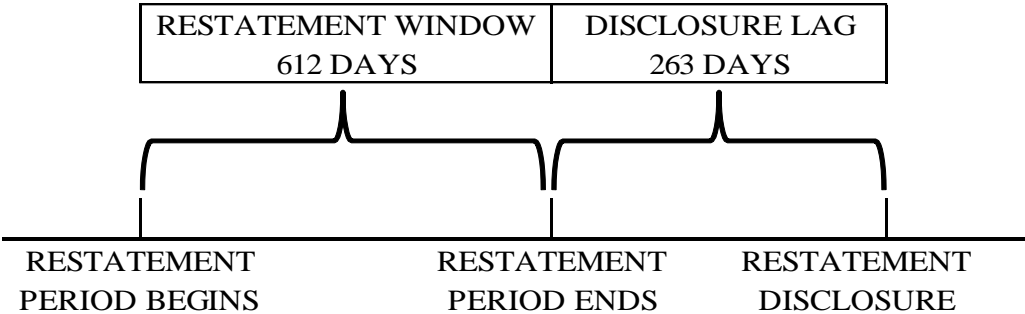 RESTATEMENT WINDOW
612 DAYS
DISCLOSURE LAG
263 DAYS
RESTATEMENT
PERIOD BEGINS
RESTATEMENT
PERIOD ENDS
RESTATEMENT
DISCLOSURE